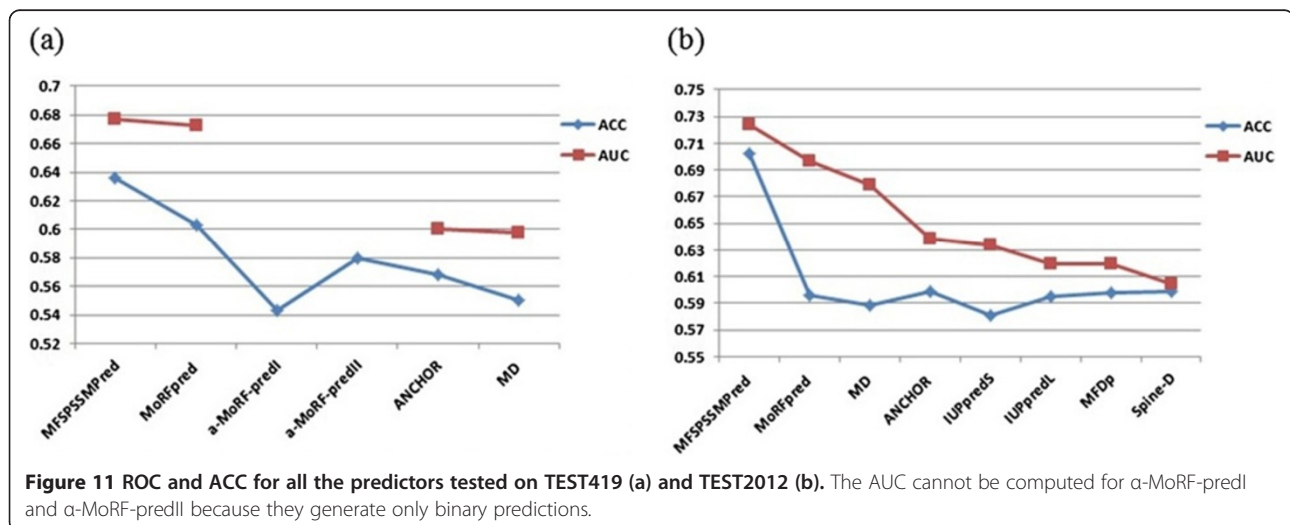 (a)
0.7
0.68
0.66
0.64
0.62
0.6
0.58
0.56
0.54
0.52
ACC
AUC
MFSPSSMPred
MoRFpred
a-MoRF-predI
a-MoRF-predII
ANCHOR
MD
(b)
0.75
0.73
0.71
0.69
0.67
0.65
0.63
0.61
0.59
0.57
0.55
ACC
AUC
MFSPSSMPred
MoRFpred
MD
ANCHOR
IUPpredS
IUPpredL
MFDp
Spine-D
Figure 11 ROC and ACC for all the predictors tested on TEST419 (a) and TEST2012 (b). The AUC cannot be computed for α-MoRF-predI
and α-MoRF-predII because they generate only binary predictions.